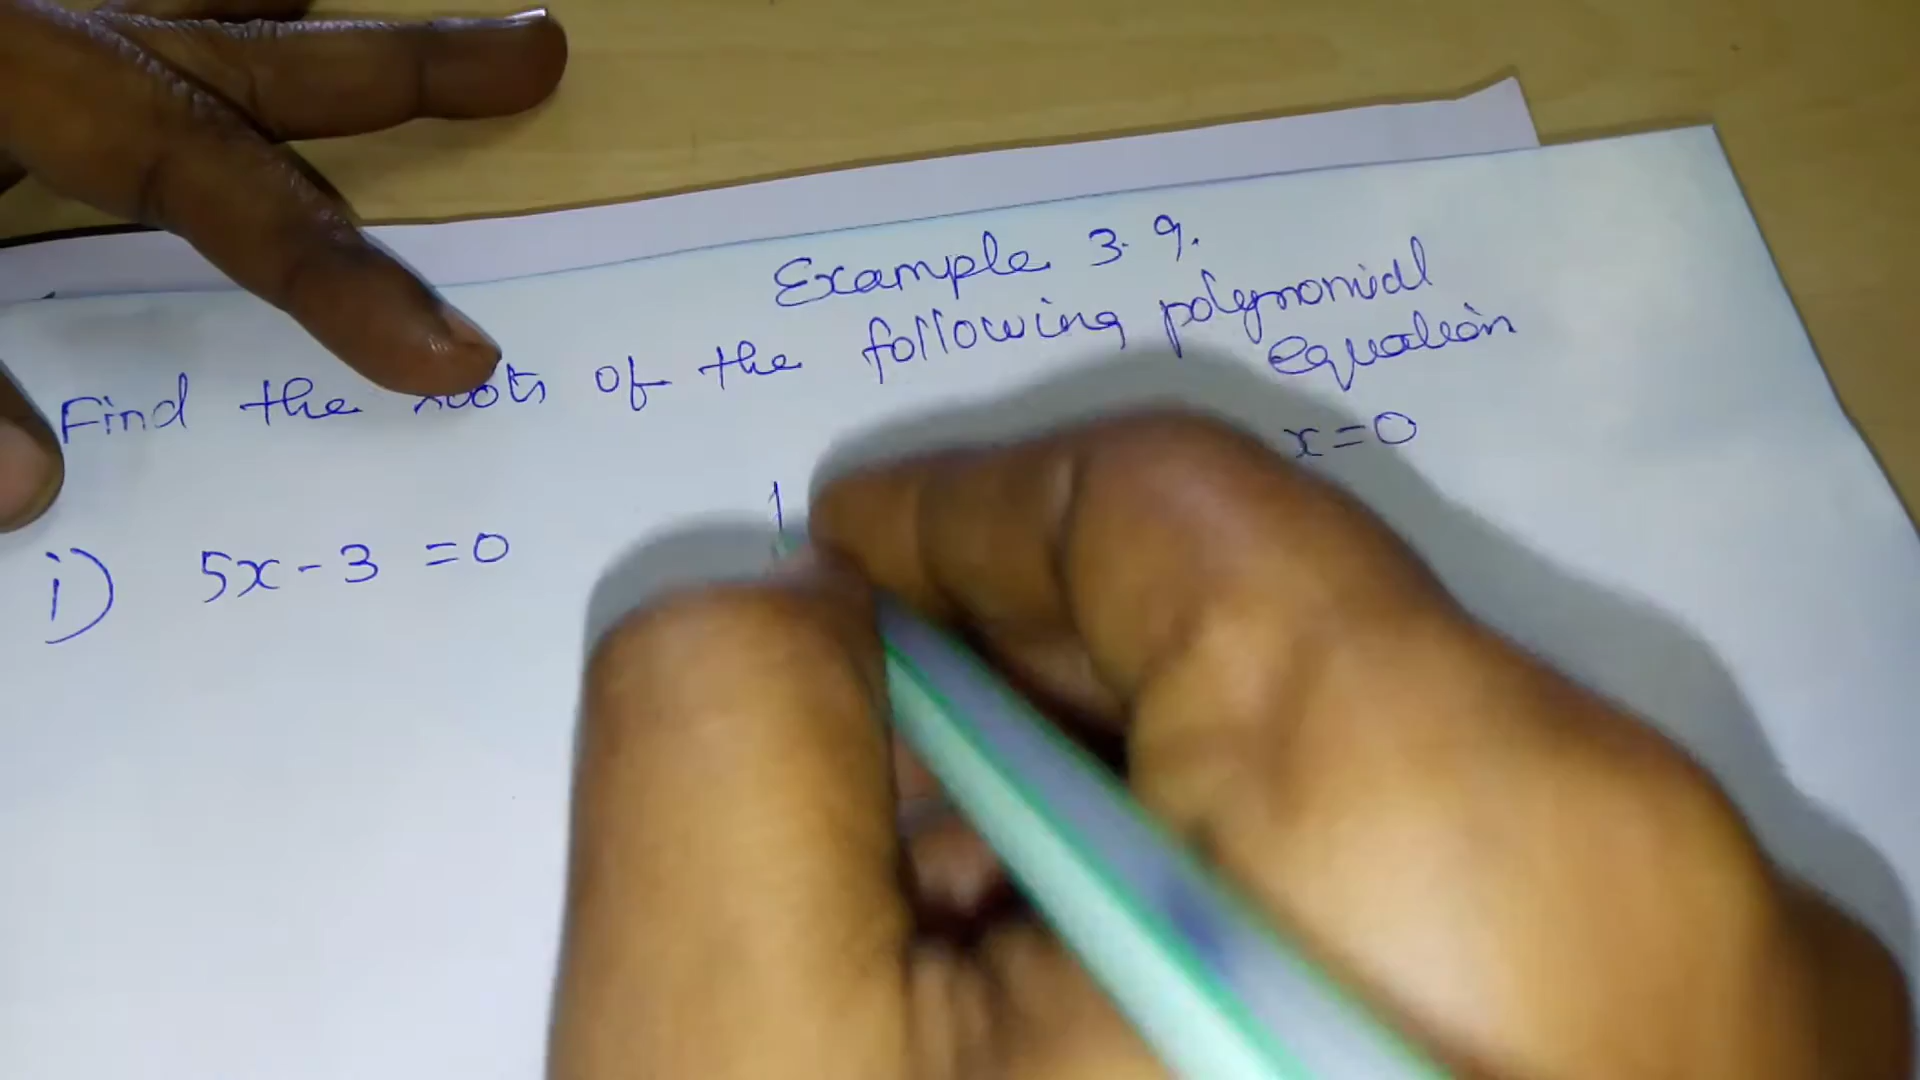 Example 3.9.
Find the roots of the following polynomial
equation
x=0
i) 5x-3 =0